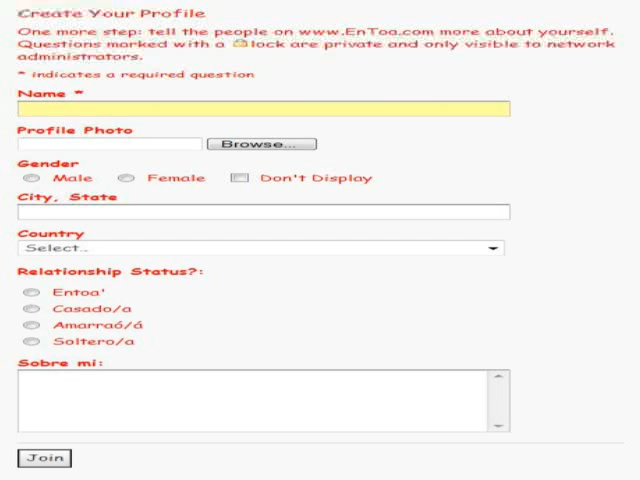 Create Your Profile
One more step: tell the people on www.EnToa.com more about yourself.
Questions marked with a lock are private and only visible to network
administrators.
* indicates a required question
Name *
Profile Photo
Browse...
Gender
Male Female Don't Display
City, State
Country
Select..
Relationship Status?:
Entoa'
Casado/a
Amarraó/á
Soltero/a
Sobre mi:
Join